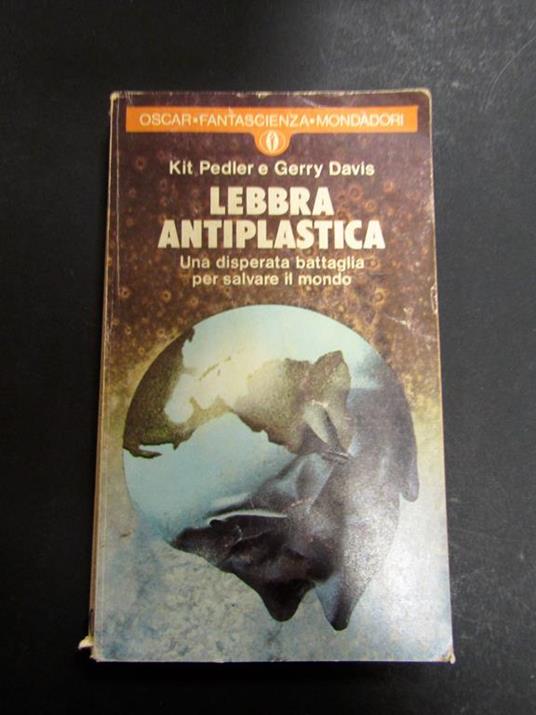 OSCAR•FANTASCIENZA•MONDADORI
Kit Pedler e Gerry Davis
LEBBRA
ANTIPLASTICA
Una disperata battaglia
per salvare il mondo